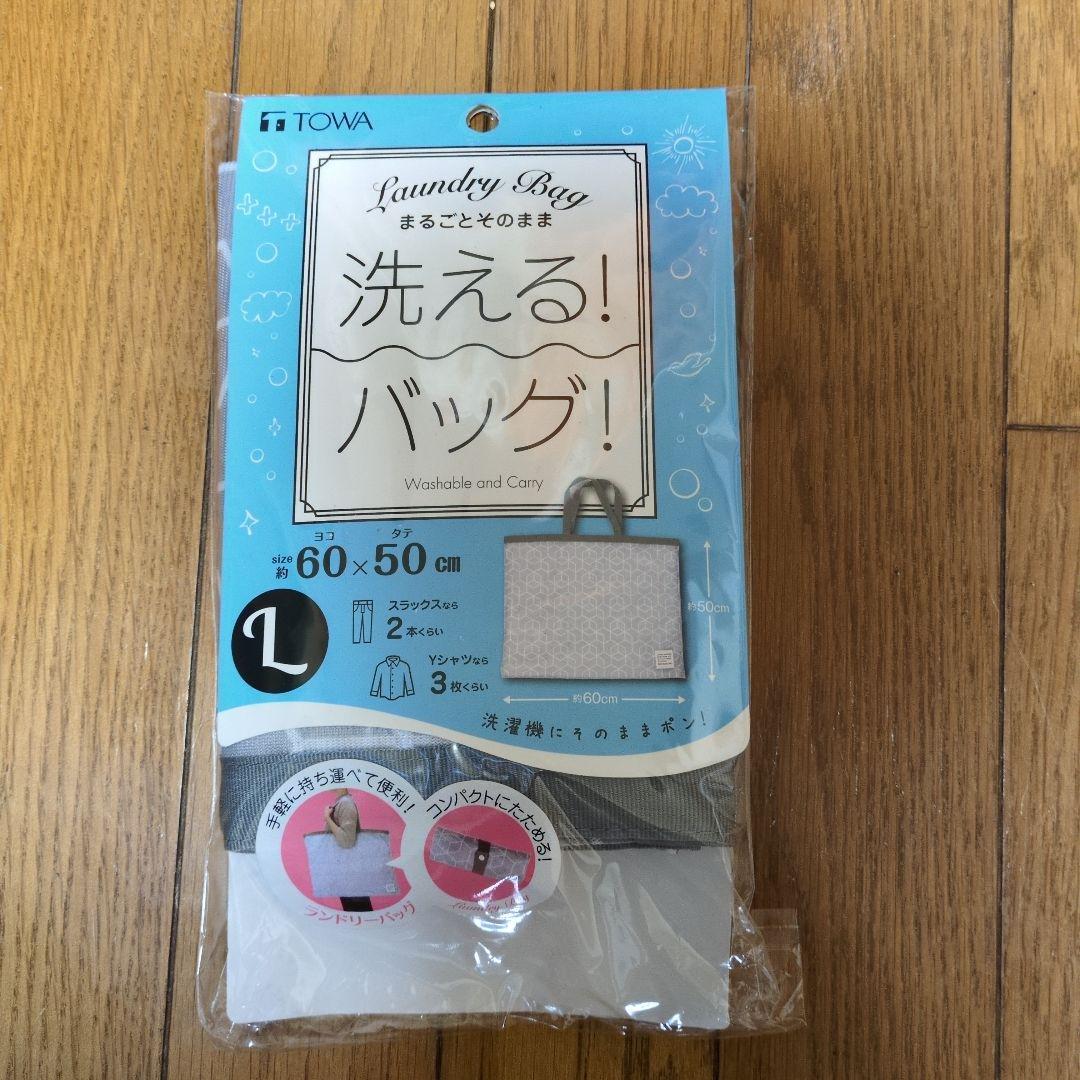 TOWA
Laundry Bag
まるごとそのまま
洗える!
バッグ!
Washable and Carry
size 約 ヨコ 60 × タテ 50 cm
L
スラックスなら
2本くらい
Yシャツなら
3枚くらい
約50cm
約60cm
洗濯機にそのままポン!
手軽に持ち運べて便利!
コンパクトにたためる!
ランドリーバッグ
Laundry Bag